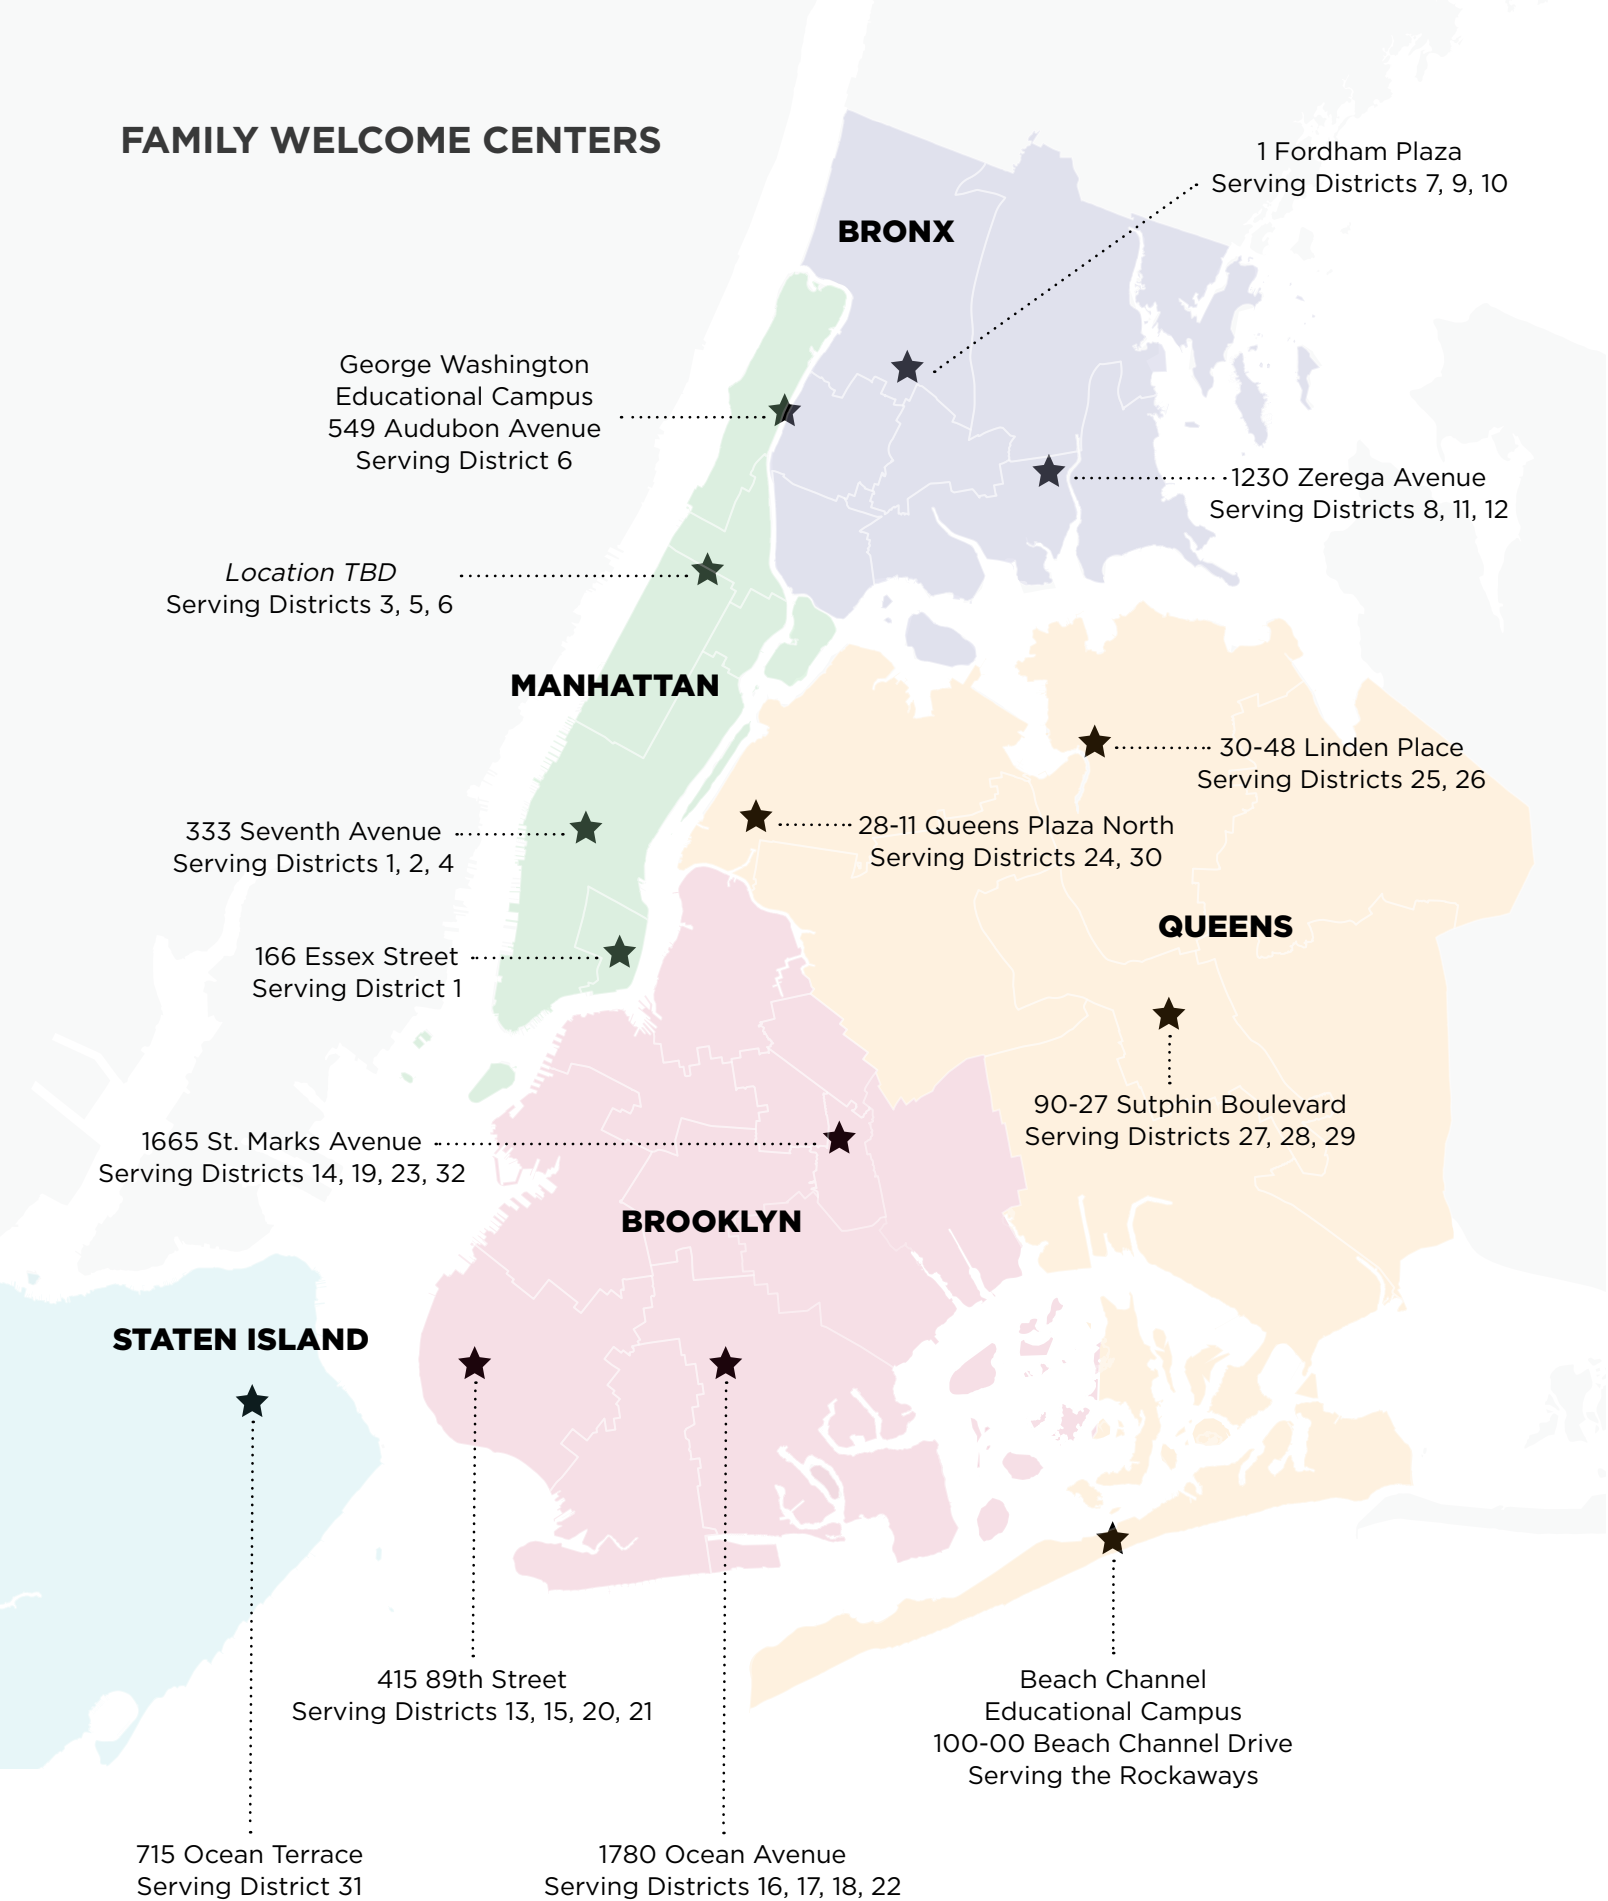 FAMILY WELCOME CENTERS
1 Fordham Plaza
Serving Districts 7, 9, 10
BRONX
George Washington
Educational Campus
549 Audubon Avenue
Serving District 6
1230 Zerega Avenue
Serving Districts 8, 11, 12
Location TBD
Serving Districts 3, 5, 6
MANHATTAN
30-48 Linden Place
Serving Districts 25, 26
333 Seventh Avenue
Serving Districts 1, 2, 4
28-11 Queens Plaza North
Serving Districts 24, 30
QUEENS
166 Essex Street
Serving District 1
90-27 Sutphin Boulevard
Serving Districts 27, 28, 29
1665 St. Marks Avenue
Serving Districts 14, 19, 23, 32
BROOKLYN
STATEN ISLAND
415 89th Street
Serving Districts 13, 15, 20, 21
Beach Channel
Educational Campus
100-00 Beach Channel Drive
Serving the Rockaways
715 Ocean Terrace
Serving District 31
1780 Ocean Avenue
Serving Districts 16, 17, 18, 22